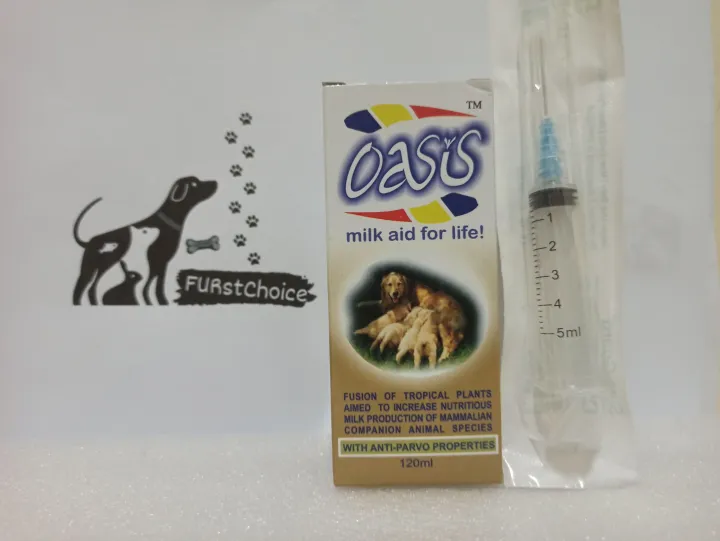 FURstChoice
TM
oasis
milk aid for life!
FUSION OF TROPICAL PLANTS
AIMED TO INCREASE NUTRITIOUS
MILK PRODUCTION OF MAMMALIAN
COMPANION ANIMAL SPECIES
WITH ANTI-PARVO PROPERTIES
120ml
1
2
3
4
5ml